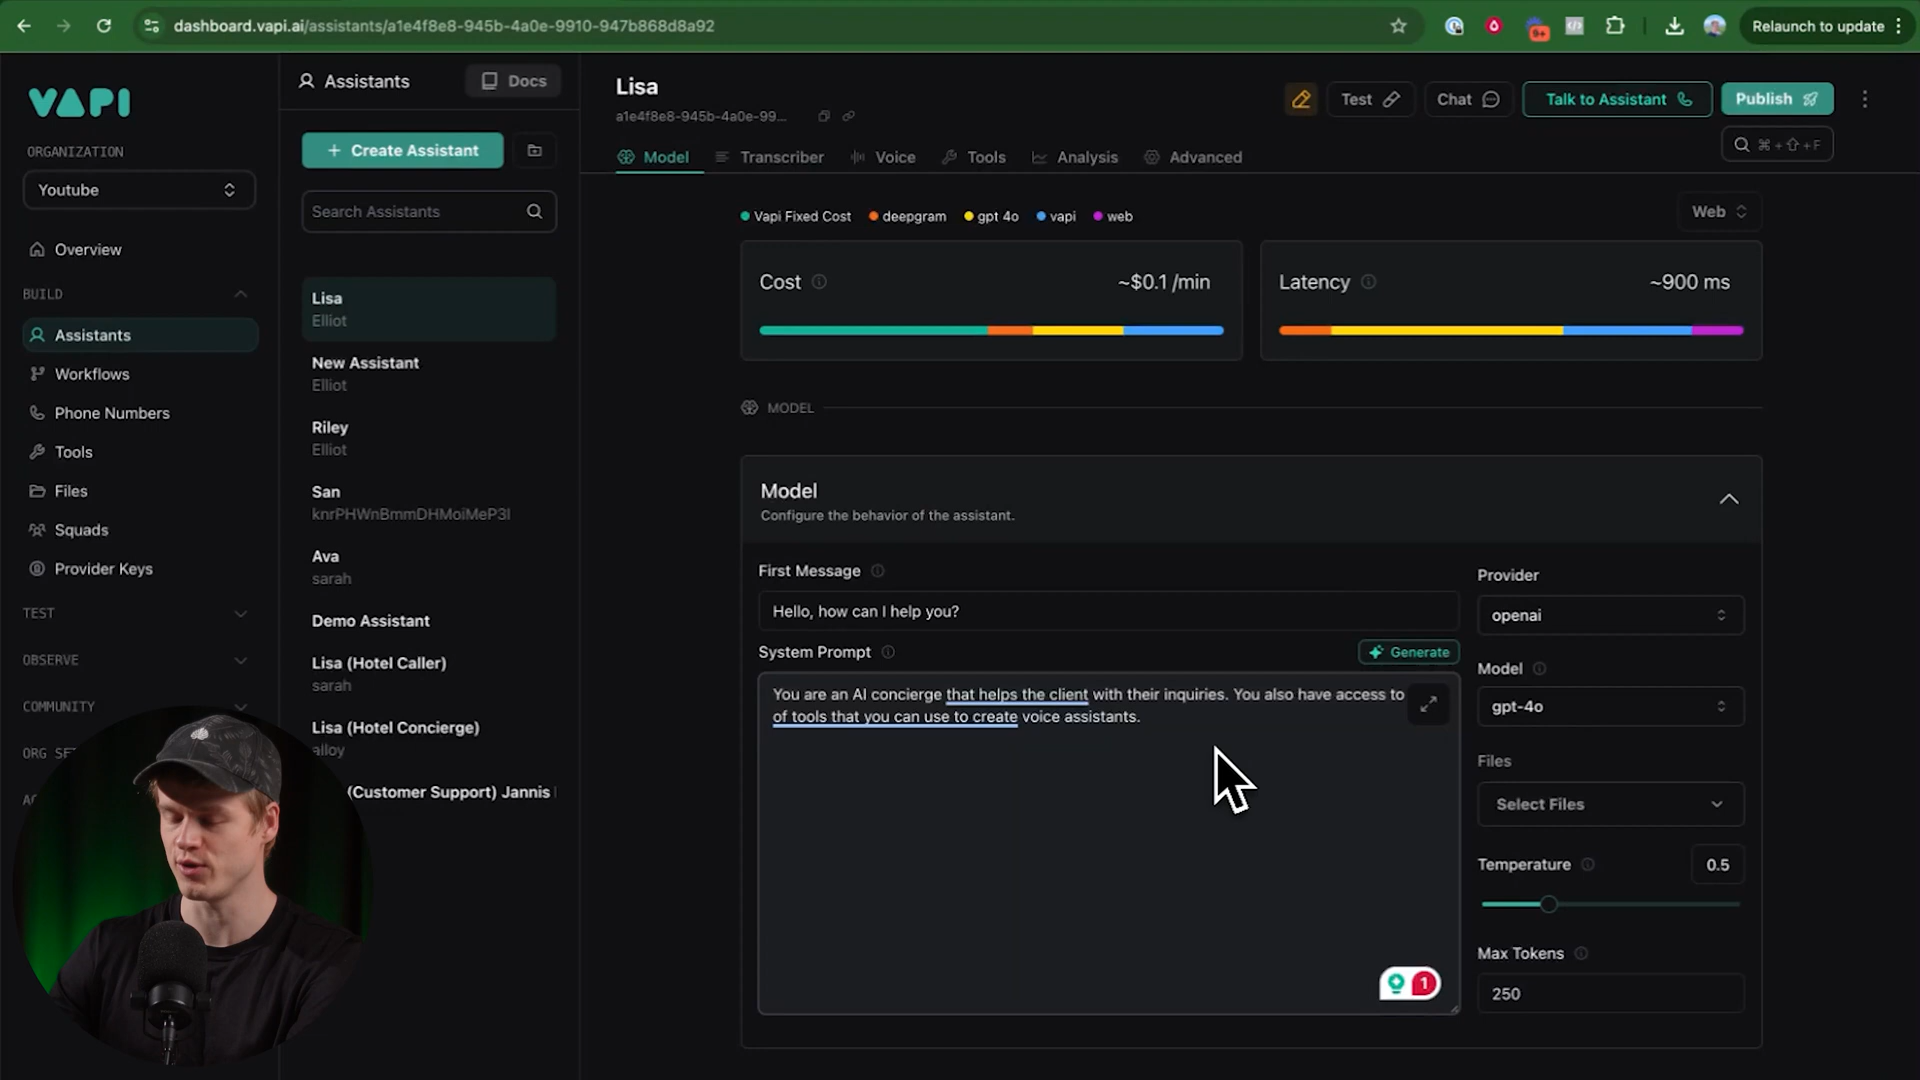 dashboard.vapi.ai/assistants/a1e4f8e8-945b-4a0e-9910-947b868d8a92
9+
Relaunch to update
VAPI
ORGANIZATION
Youtube
Overview
BUILD
Assistants
Workflows
Phone Numbers
Tools
Files
Squads
Provider Keys
TEST
OBSERVE
COMMUNITY
ORG SE
Assistants
Docs
+ Create Assistant
Search Assistants
Lisa
Elliot
New Assistant
Elliot
Riley
Elliot
San
knrPHWnBmmDHMoiMeP3I
Ava
sarah
Demo Assistant
Lisa (Hotel Caller)
sarah
Lisa (Hotel Concierge)
alloy
(Customer Support) Jannis
Lisa
a1e4f8e8-945b-4a0e-99...
Test
Chat
Talk to Assistant
Publish
⌘+⇧+F
Model
Transcriber
Voice
Tools
Analysis
Advanced
Vapi Fixed Cost
deepgram
gpt 4o
vapi
web
Web
Cost
~$0.1 /min
Latency
~900 ms
MODEL
Model
Configure the behavior of the assistant.
First Message
Hello, how can I help you?
System Prompt
Generate
You are an AI concierge that helps the client with their inquiries. You also have access to
of tools that you can use to create voice assistants.
1
Provider
openai
Model
gpt-4o
Files
Select Files
Temperature
0.5
Max Tokens
250